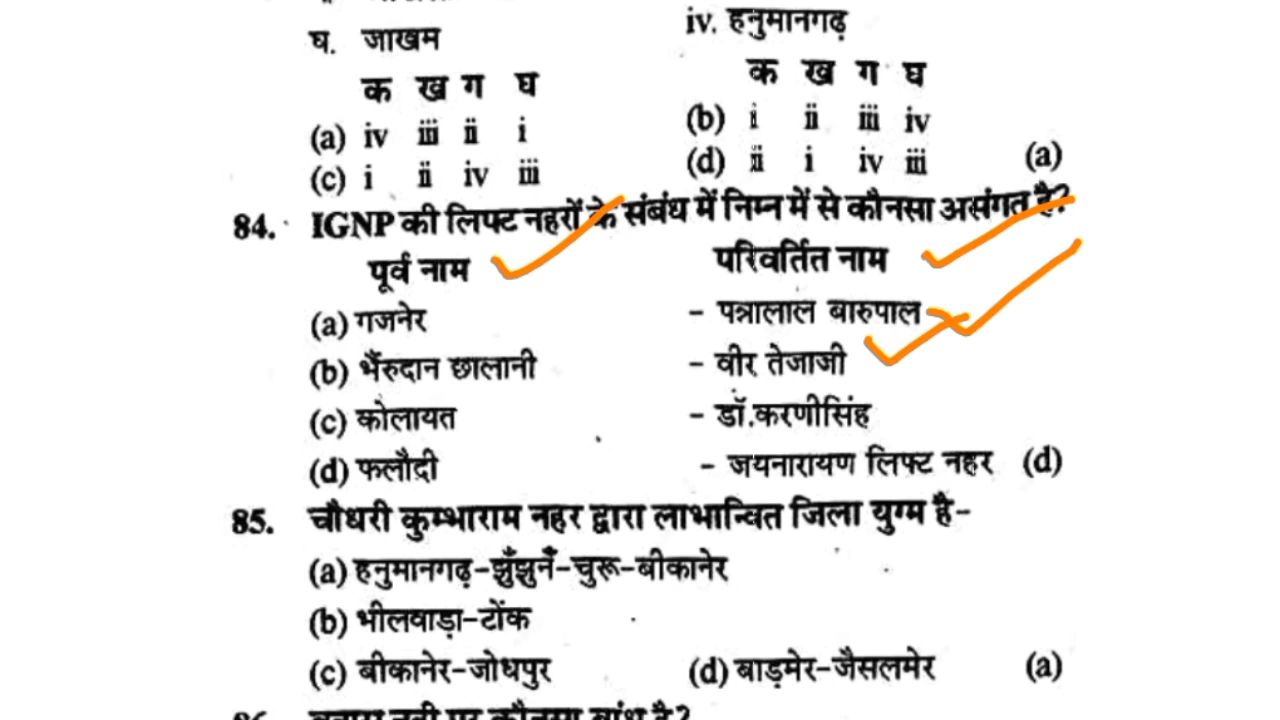 घ. जाखम iv. हनुमानगढ़
क ख ग घ क ख ग घ
(a) iv iii ii i (b) i ii iii iv
(c) i ii iv iii (d) ii i iv iii (a)
84. IGNP की लिफ्ट नहरों के संबंध में निम्न में से कौनसा असंगत है?
पूर्व नाम परिवर्तित नाम
(a) गजनेर - पन्नालाल बारुपाल
(b) भैंरुदान छालानी - वीर तेजाजी
(c) कोलायत - डॉ.करणीसिंह
(d) फलौदी - जयनारायण लिफ्ट नहर (d)
85. चौधरी कुम्भाराम नहर द्वारा लाभान्वित जिला युग्म है-
(a) हनुमानगढ़-झुँझुनूँ-चुरू-बीकानेर
(b) भीलवाड़ा-टोंक
(c) बीकानेर-जोधपुर (d) बाड़मेर-जैसलमेर (a)